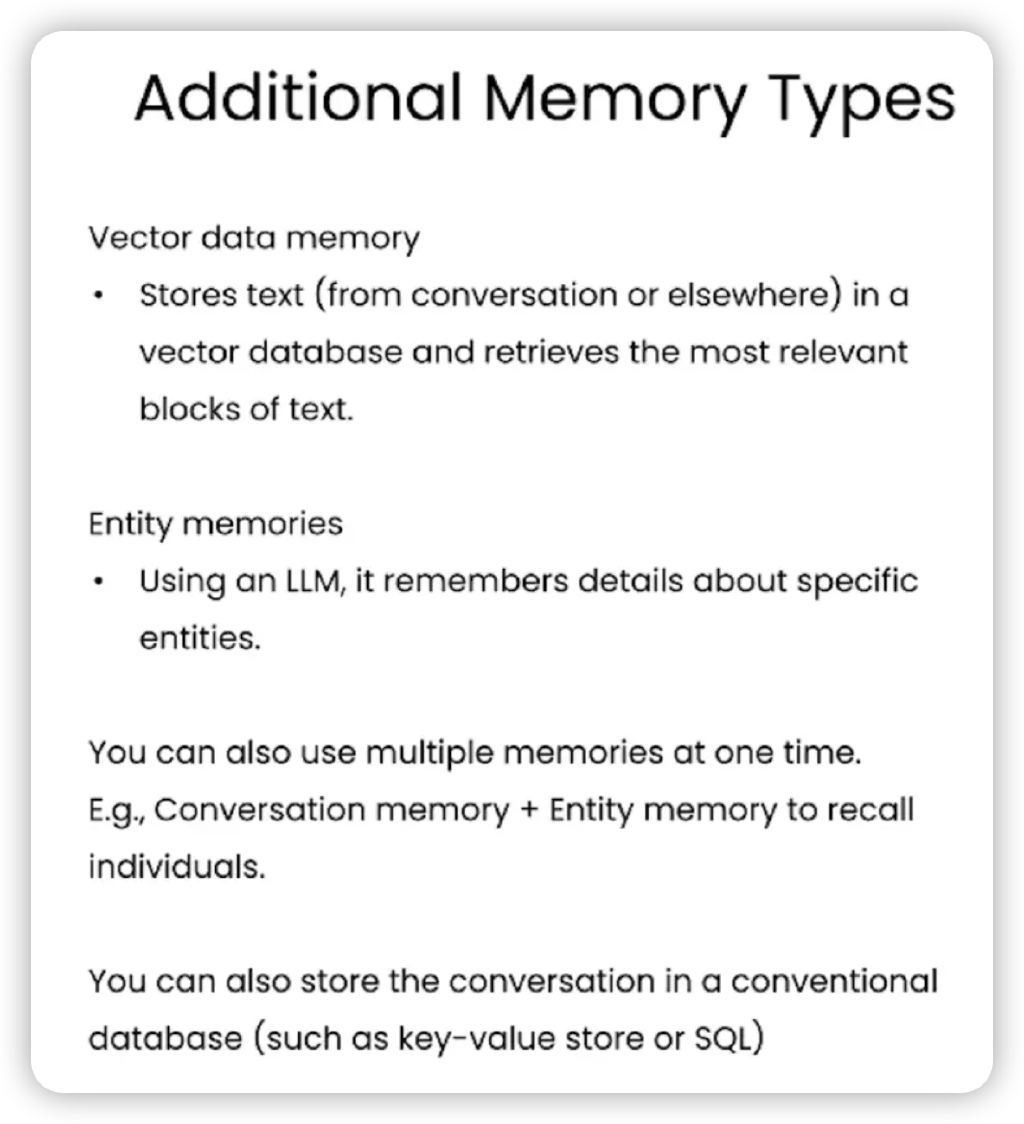 Additional Memory Types
Vector data memory
• Stores text (from conversation or elsewhere) in a
vector database and retrieves the most relevant
blocks of text.
Entity memories
• Using an LLM, it remembers details about specific
entities.
You can also use multiple memories at one time.
E.g., Conversation memory + Entity memory to recall
individuals.
You can also store the conversation in a conventional
database (such as key-value store or SQL)